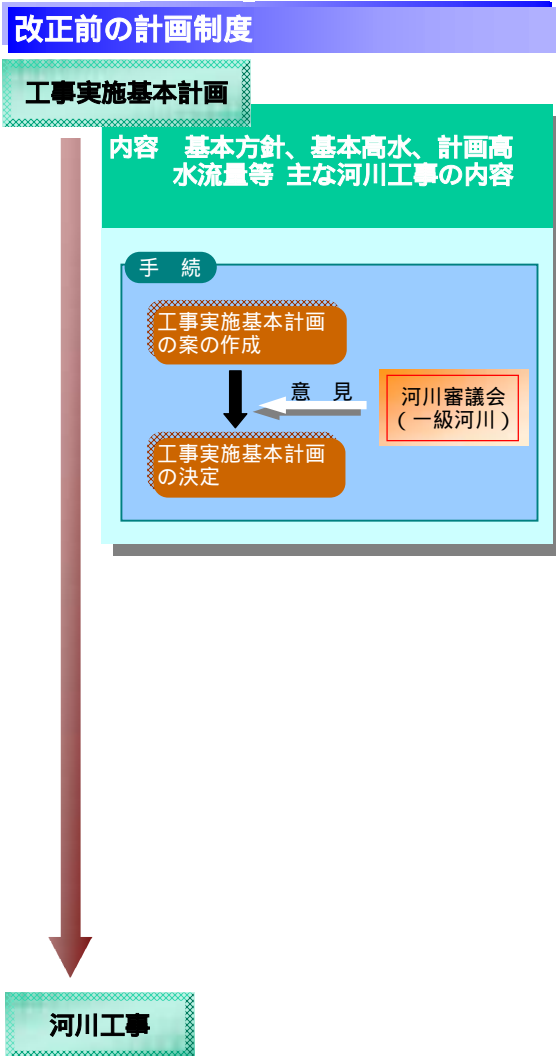 改正前の計画制度
工事実施基本計画
内容　基本方針、基本高水、計画高
水流量等 主な河川工事の内容
手　続
工事実施基本計画
の案の作成
意　見
河川審議会
（一級河川）
工事実施基本計画
の決定
河川工事